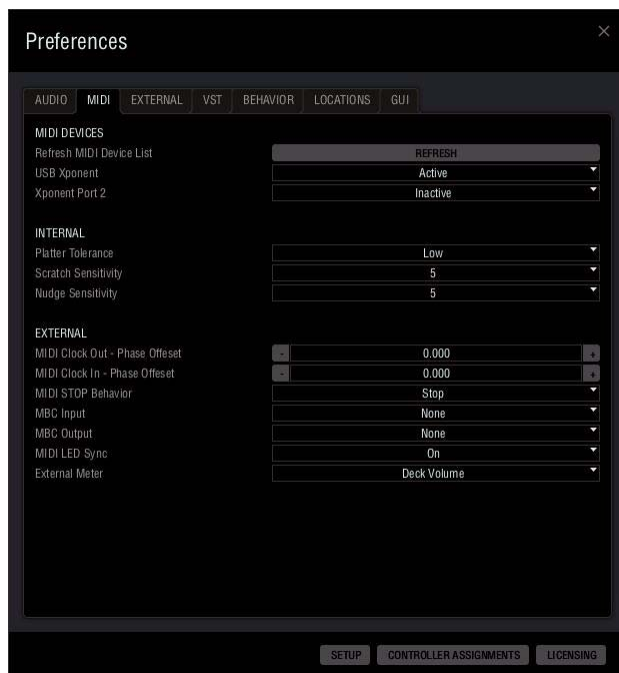 Preferences
AUDIO MIDI EXTERNAL VST BEHAVIOR LOCATIONS GUI
MIDI DEVICES
Refresh MIDI Device List REFRESH
USB Xponent Active
Xponent Port 2 Inactive
INTERNAL
Platter Tolerance Low
Scratch Sensitivity 5
Nudge Sensitivity 5
EXTERNAL
MIDI Clock Out - Phase Offeset - 0.000 +
MIDI Clock In - Phase Offeset - 0.000 +
MIDI STOP Behavior Stop
MBC Input None
MBC Output None
MIDI LED Sync On
External Meter Deck Volume
SETUP CONTROLLER ASSIGNMENTS LICENSING